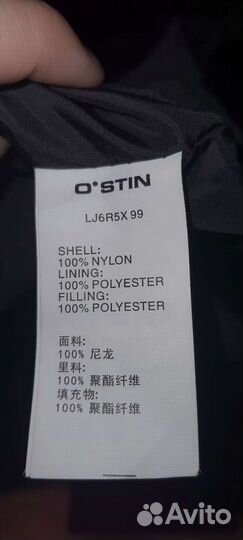 O'STIN
LJ6R5X 99
SHELL:
100% NYLON
LINING:
100% POLYESTER
FILLING:
100% POLYESTER
面料:
100% 尼龙
里料:
100% 聚酯纤维
填充物:
100% 聚酯纤维
Avito